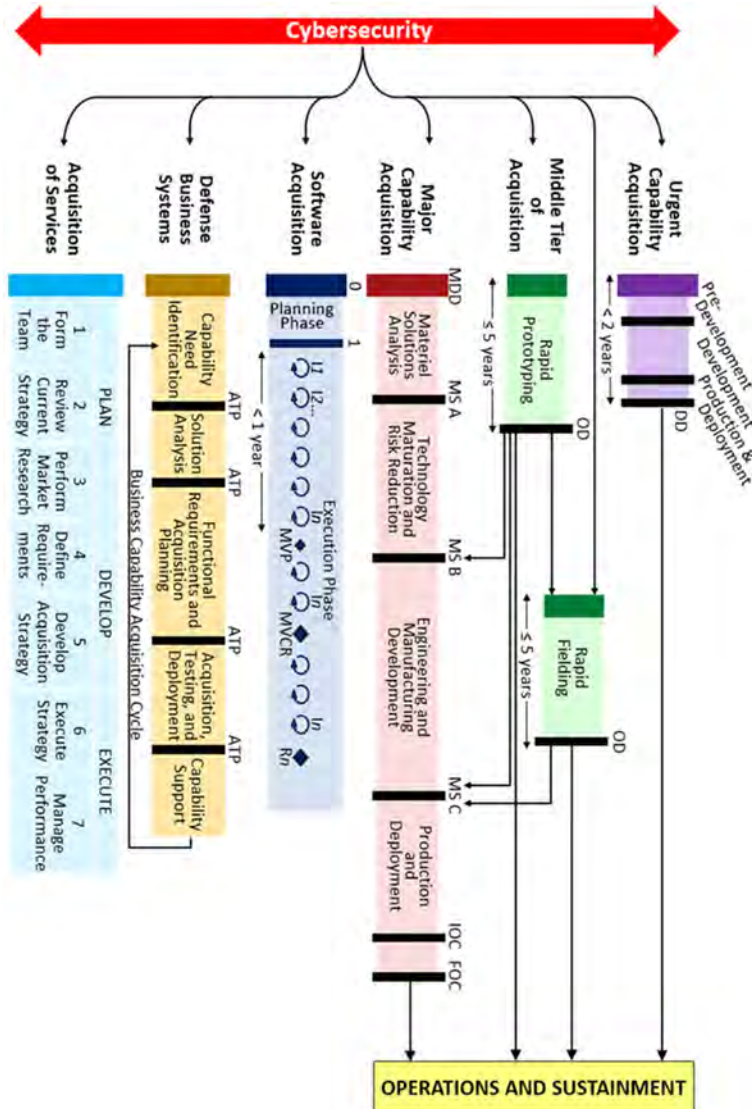 Cybersecurity
Urgent
Capability
Acquisition
Pre-
Development
Development
Production &
Deployment
DD
< 2 years
Middle Tier
of
Acquisition
Rapid
Prototyping
OD
≤ 5 years
Rapid
Fielding
OD
≤ 5 years
Major
Capability
Acquisition
MDD
Materiel
Solutions
Analysis
MS A
Technology
Maturation and
Risk Reduction
MS B
Engineering and
Manufacturing
Development
MS C
Production
and
Deployment
IOC
FOC
Software
Acquisition
0
Planning
Phase
1
I1
I2...
In
MVP
In
MVCR
In
Rn
Execution Phase
< 1 year
Defense
Business
Systems
Capability
Need
Identification
ATP
Solution
Analysis
ATP
Functional
Requirements and
Acquisition
Planning
ATP
Acquisition,
Testing, and
Deployment
ATP
Capability
Support
Business Capability Acquisition Cycle
Acquisition
of Services
PLAN
DEVELOP
EXECUTE
1
Form
the
Team
2
Review
Current
Strategy
3
Perform
Market
Research
4
Define
Require-
ments
5
Develop
Acquisition
Strategy
6
Execute
Strategy
7
Manage
Performance
OPERATIONS AND SUSTAINMENT